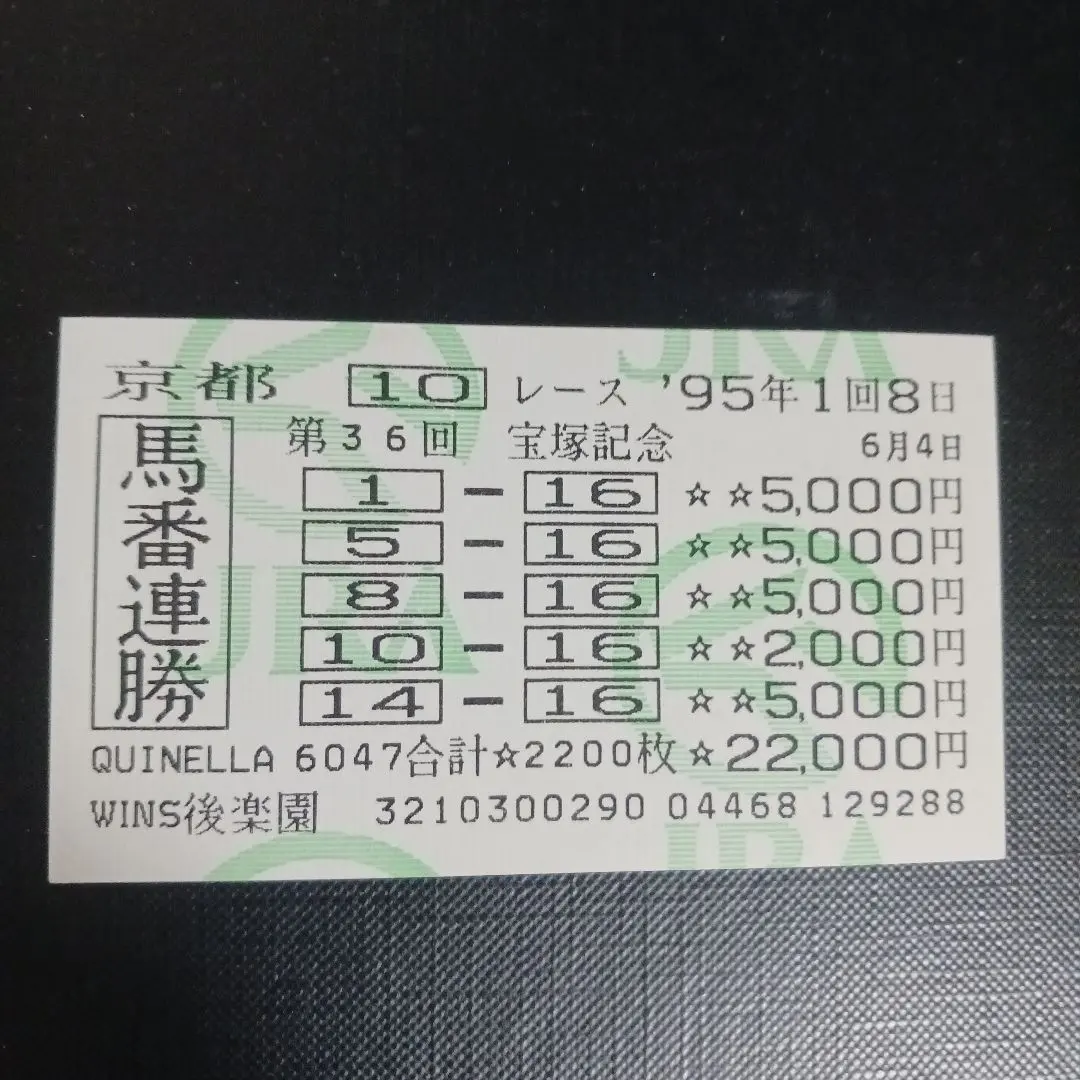 京都 10 レース '95年1回8日
第36回 宝塚記念 6月4日
馬番連勝
1 - 16 ☆☆5,000円
5 - 16 ☆☆5,000円
8 - 16 ☆☆5,000円
10 - 16 ☆☆2,000円
14 - 16 ☆☆5,000円
QUINELLA 6047合計☆2200枚☆22,000円
WINS後楽園 3210300290 04468 129288
JRA
JRA
JRA